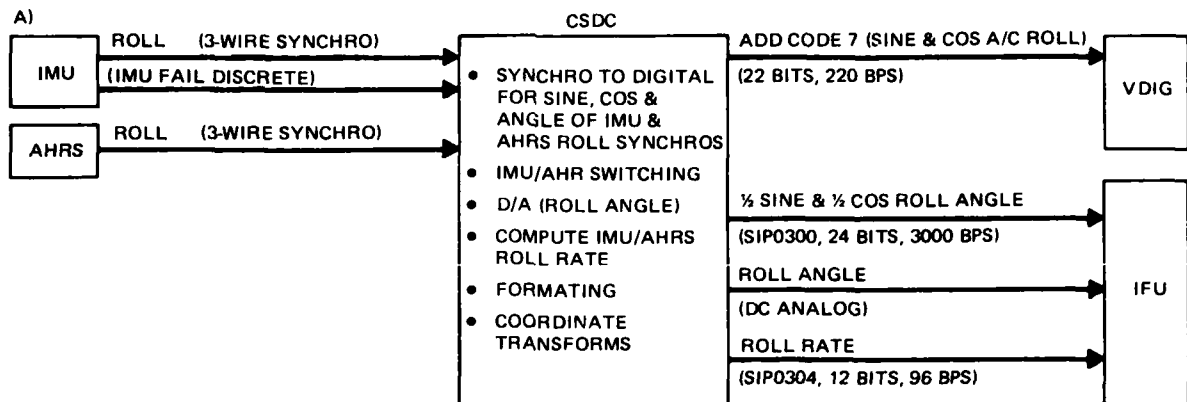 A)
CSDC
IMU
ROLL (3-WIRE SYNCHRO)
(IMU FAIL DISCRETE)
AHRS
ROLL (3-WIRE SYNCHRO)
• SYNCHRO TO DIGITAL
FOR SINE, COS &
ANGLE OF IMU &
AHRS ROLL SYNCHROS
• IMU/AHR SWITCHING
• D/A (ROLL ANGLE)
• COMPUTE IMU/AHRS
ROLL RATE
• FORMATING
• COORDINATE
TRANSFORMS
ADD CODE 7 (SINE & COS A/C ROLL)
(22 BITS, 220 BPS)
VDIG
½ SINE & ½ COS ROLL ANGLE
(SIP0300, 24 BITS, 3000 BPS)
ROLL ANGLE
(DC ANALOG)
ROLL RATE
(SIP0304, 12 BITS, 96 BPS)
IFU